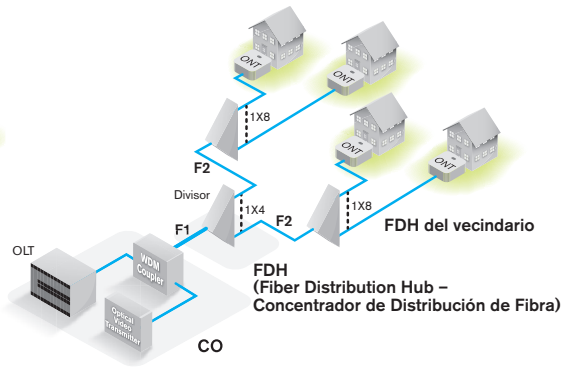 ONT
ONT
1X8
ONT
ONT
F2
Divisor
1X4
F2
1X8
F1
FDH del vecindario
OLT
WDM
Coupler
FDH
(Fiber Distribution Hub –
Concentrador de Distribución de Fibra)
Optical
Video
Transmitter
CO